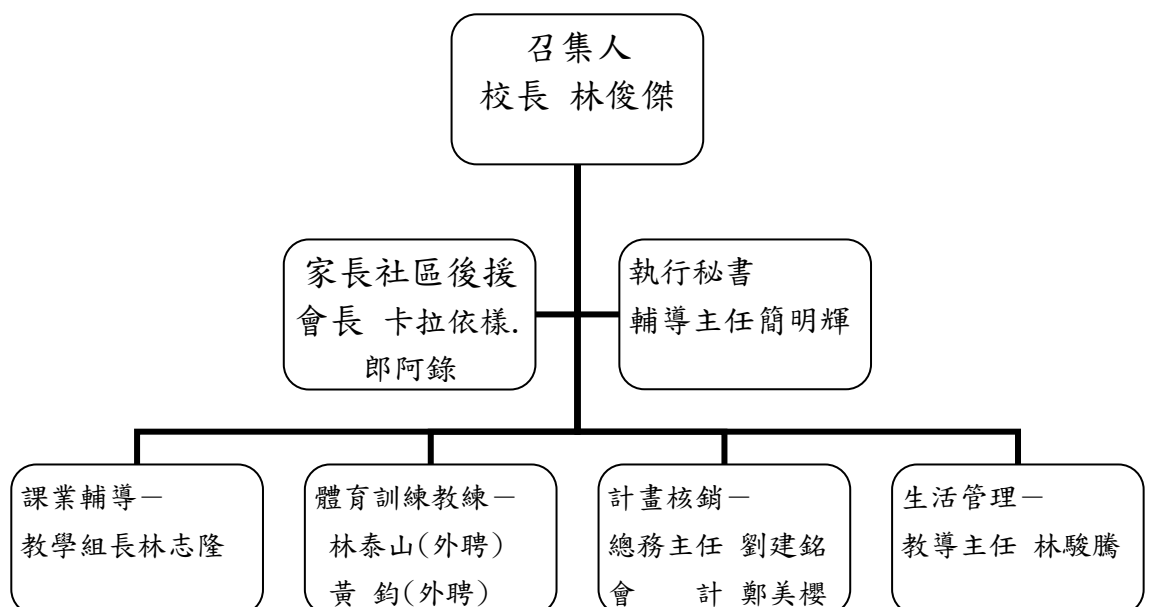 召集人
校長 林俊傑
家長社區後援
會長 卡拉依樣.
郎阿錄
執行秘書
輔導主任簡明輝
課業輔導－
教學組長林志隆
體育訓練教練－
林泰山(外聘)
黃 鈞(外聘)
計畫核銷－
總務主任 劉建銘
會　　計 鄭美櫻
生活管理－
教導主任 林駿騰